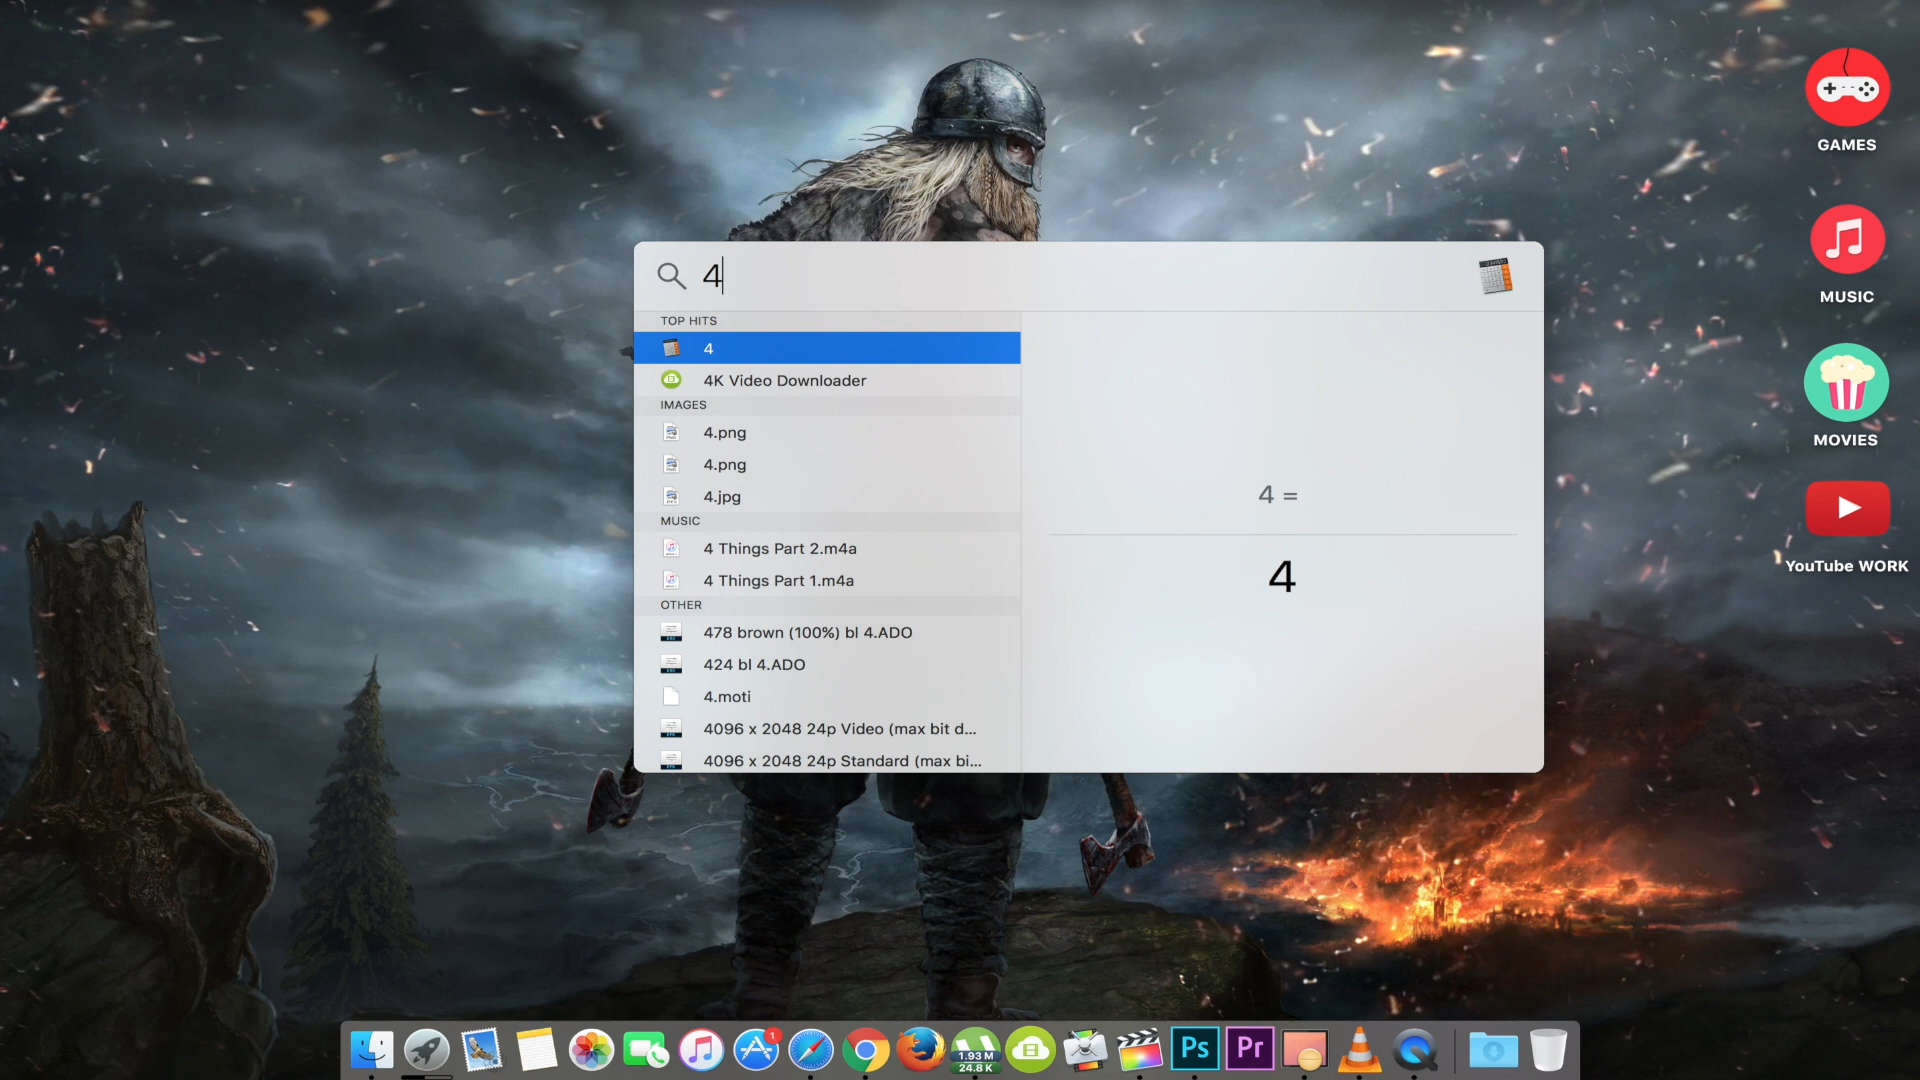 4
TOP HITS
4
4K Video Downloader
IMAGES
4.png
4.png
4.jpg
MUSIC
4 Things Part 2.m4a
4 Things Part 1.m4a
OTHER
478 brown (100%) bl 4.ADO
424 bl 4.ADO
4.moti
4096 x 2048 24p Video (max bit d...
4096 x 2048 24p Standard (max bi...
4 =
4
GAMES
MUSIC
MOVIES
YouTube WORK
1
1.93 M
24.8 K
Ps
Pr